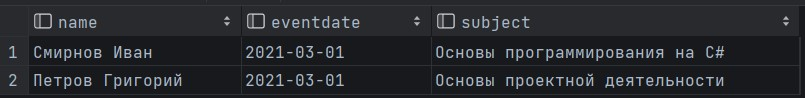 name eventdate subject
1 Смирнов Иван 2021-03-01 Основы программирования на C#
2 Петров Григорий 2021-03-01 Основы проектной деятельности